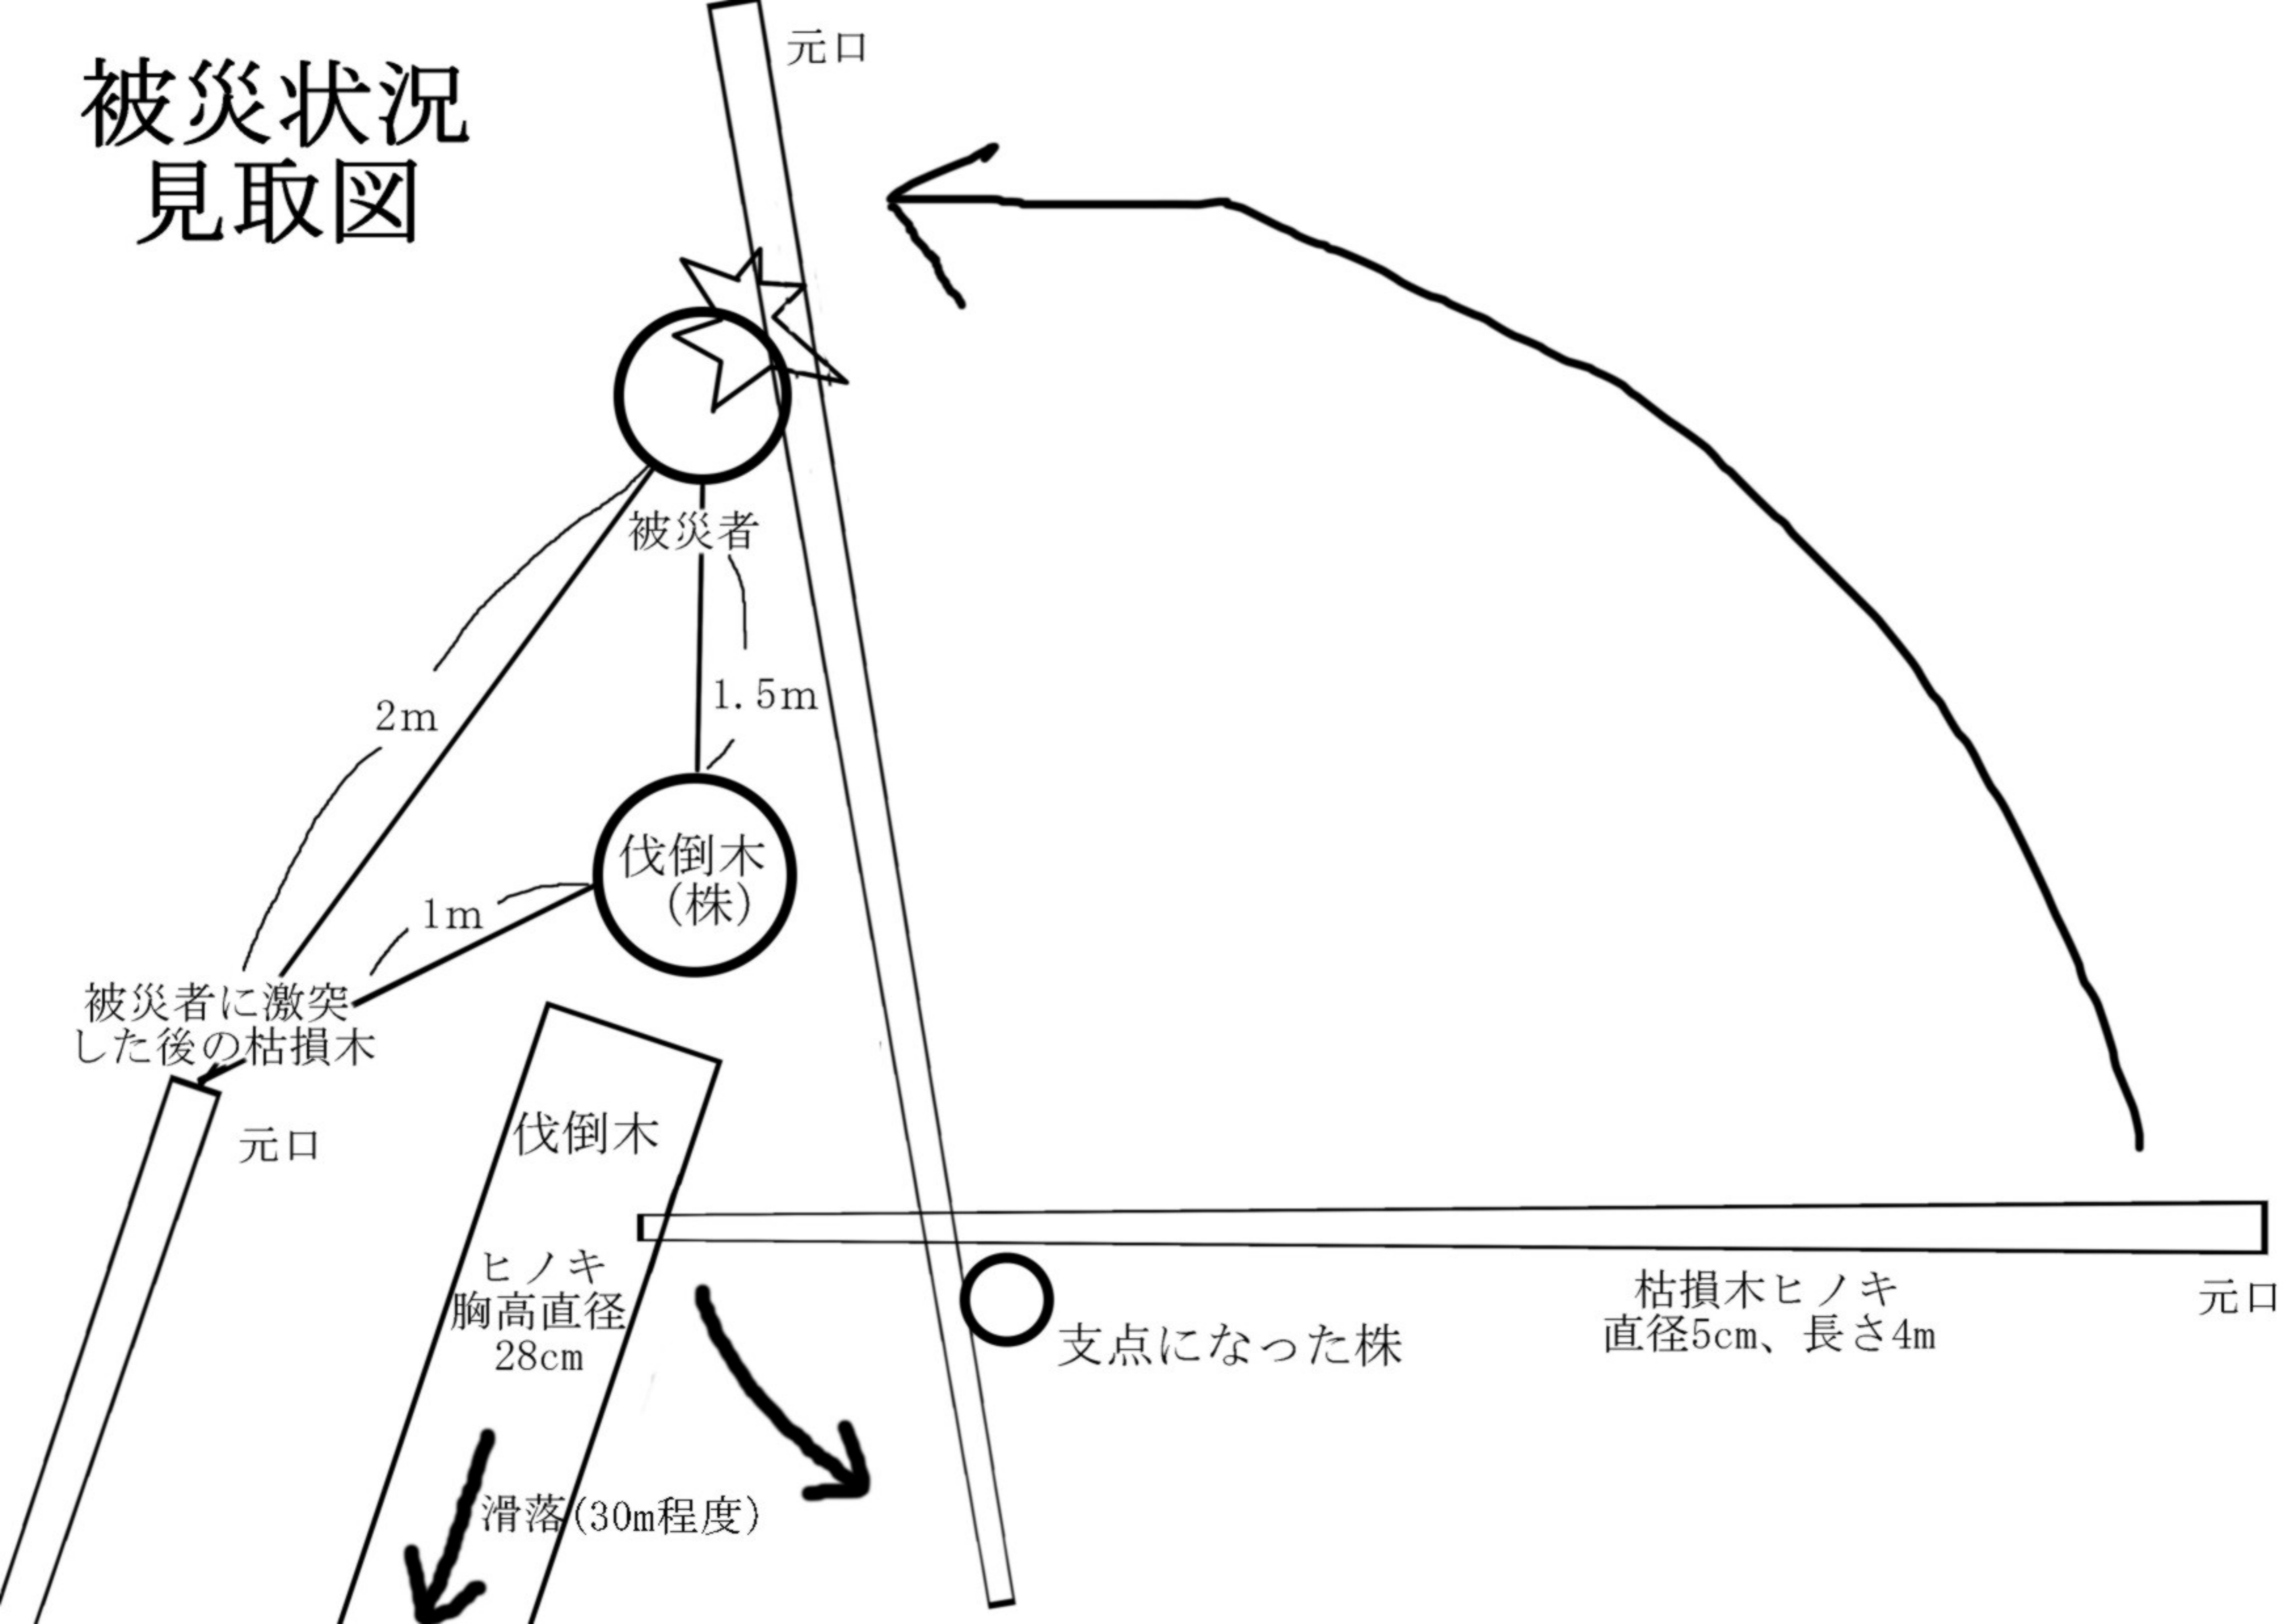 被災状況
見取図
元口
被災者
2m
1.5m
伐倒木
(株)
1m
被災者に激突
した後の枯損木
元口
伐倒木
ヒノキ
胸高直径
28cm
滑落(30m程度)
支点になった株
枯損木ヒノキ
直径5cm、長さ4m
元口